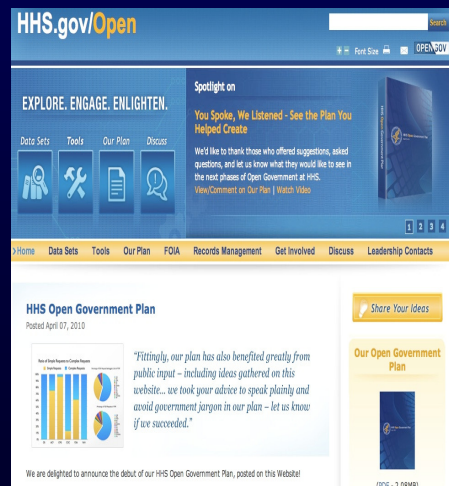 HHS.gov/Open
Search
Font Size
OPENGOV
EXPLORE. ENGAGE. ENLIGHTEN.
Data Sets Tools Our Plan Discuss
Spotlight on
You Spoke, We Listened - See the Plan You
Helped Create
We'd like to thank those who offered suggestions, asked
questions, and let us know what they would like to see in
the next phases of Open Government at HHS.
View/Comment on Our Plan | Watch Video
1 2 3 4
Home Data Sets Tools Our Plan FOIA Records Management Get Involved Discuss Leadership Contacts
HHS Open Government Plan
Posted April 07, 2010
"Fittingly, our plan has also benefited greatly from
public input – including ideas gathered on this
website... we took your advice to speak plainly and
avoid government jargon in our plan – let us know
if we succeeded."
We are delighted to announce the debut of our HHS Open Government Plan, posted on this Website!
Share Your Ideas
Our Open Government
Plan
(PDF - 2.08MB)